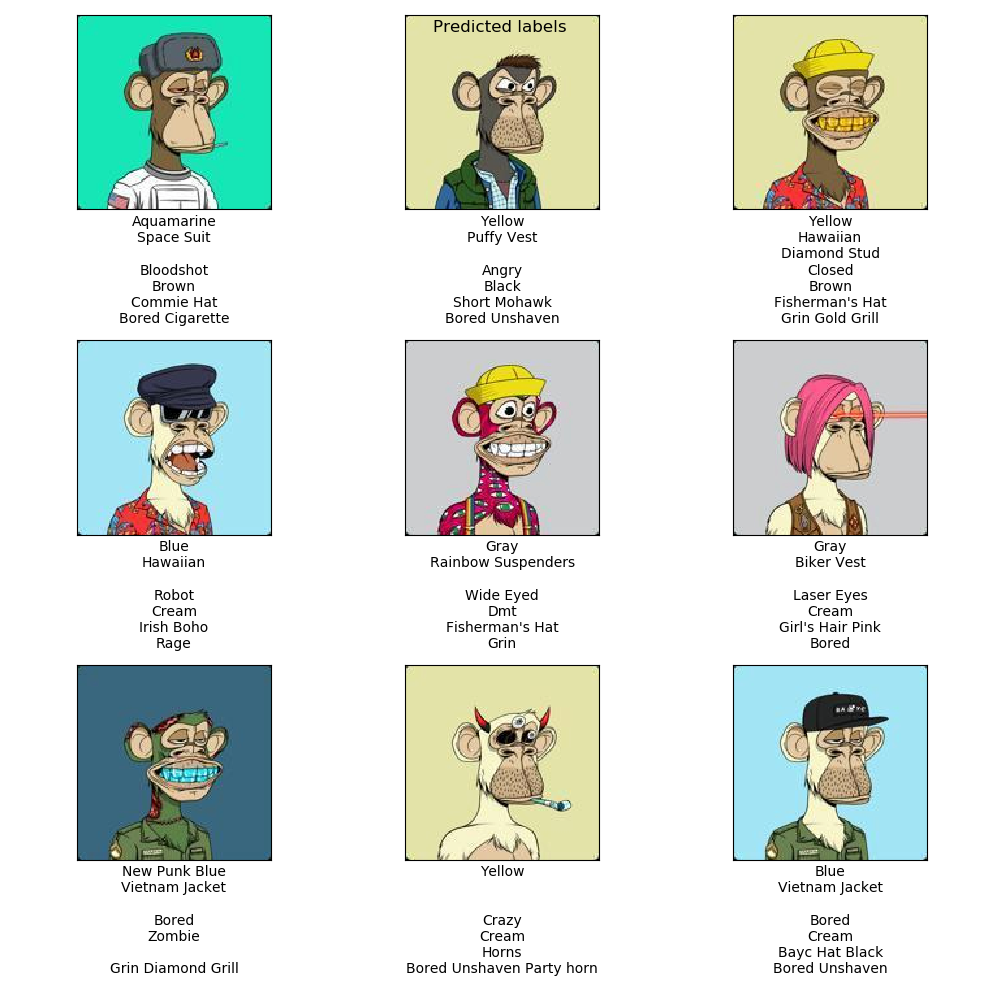 Predicted labels
Aquamarine
Space Suit
Bloodshot
Brown
Commie Hat
Bored Cigarette
Yellow
Puffy Vest
Angry
Black
Short Mohawk
Bored Unshaven
Yellow
Hawaiian
Diamond Stud
Closed
Brown
Fisherman's Hat
Grin Gold Grill
Blue
Hawaiian
Robot
Cream
Irish Boho
Rage
Gray
Rainbow Suspenders
Wide Eyed
Dmt
Fisherman's Hat
Grin
Gray
Biker Vest
Laser Eyes
Cream
Girl's Hair Pink
Bored
New Punk Blue
Vietnam Jacket
Bored
Zombie
Grin Diamond Grill
Yellow
Crazy
Cream
Horns
Bored Unshaven Party horn
Blue
Vietnam Jacket
Bored
Cream
Bayc Hat Black
Bored Unshaven